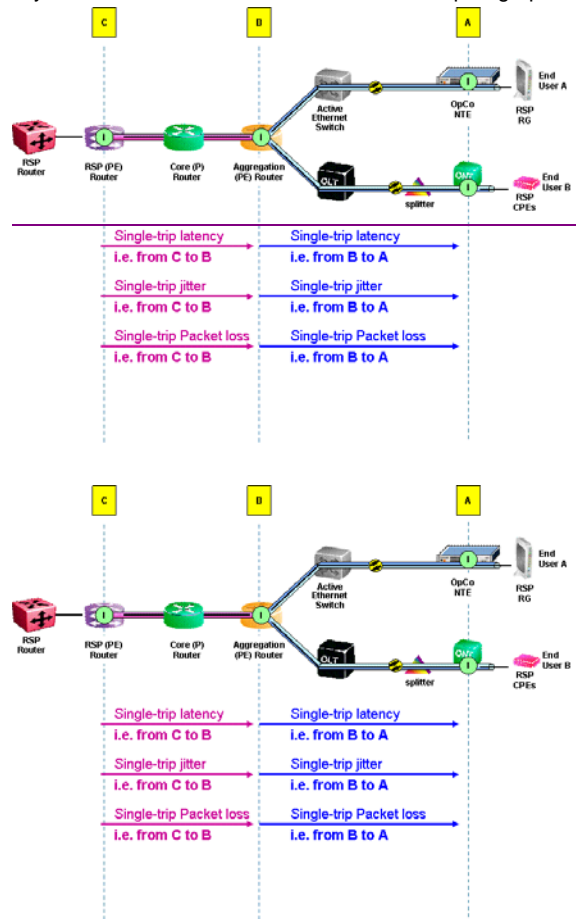 C B A
Active
Ethernet
Switch
OpCo
NTE
RSP
RG
End
User A
RSP
Router
RSP (PE)
Router
Core (P)
Router
Aggregation
(PE) Router
OLT
splitter
ONT
RSP
CPEs
End
User B
Single-trip latency
i.e. from C to B
Single-trip latency
i.e. from B to A
Single-trip jitter
i.e. from C to B
Single-trip jitter
i.e. from B to A
Single-trip Packet loss
i.e. from C to B
Single-trip Packet loss
i.e. from B to A
C B A
Active
Ethernet
Switch
OpCo
NTE
RSP
RG
End
User A
RSP
Router
RSP (PE)
Router
Core (P)
Router
Aggregation
(PE) Router
OLT
splitter
ONT
RSP
CPEs
End
User B
Single-trip latency
i.e. from C to B
Single-trip latency
i.e. from B to A
Single-trip jitter
i.e. from C to B
Single-trip jitter
i.e. from B to A
Single-trip Packet loss
i.e. from C to B
Single-trip Packet loss
i.e. from B to A